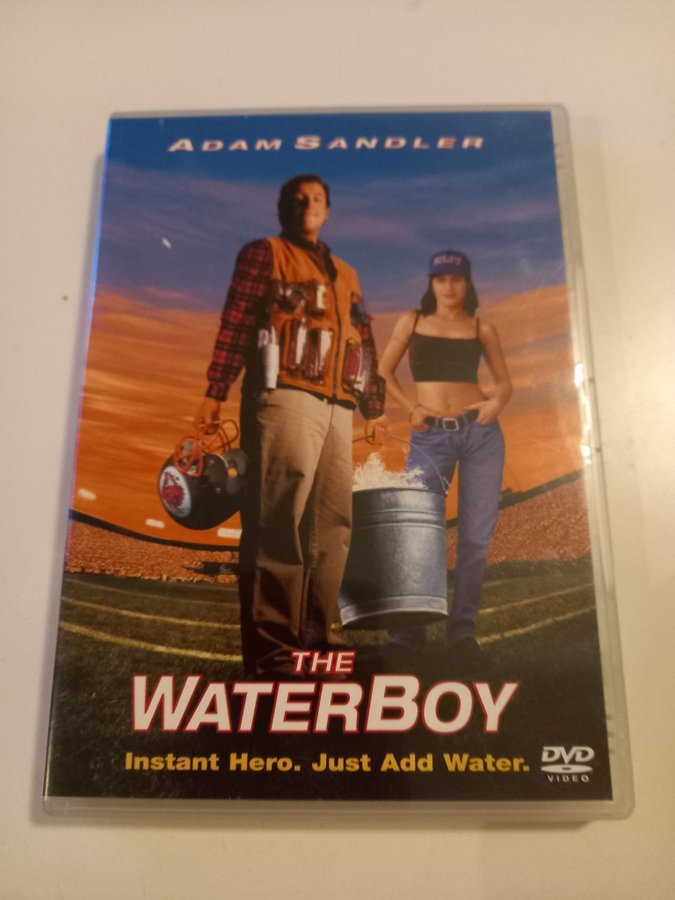 ADAM SANDLER
THE
WATERBOY
Instant Hero. Just Add Water.
DVD
VIDEO